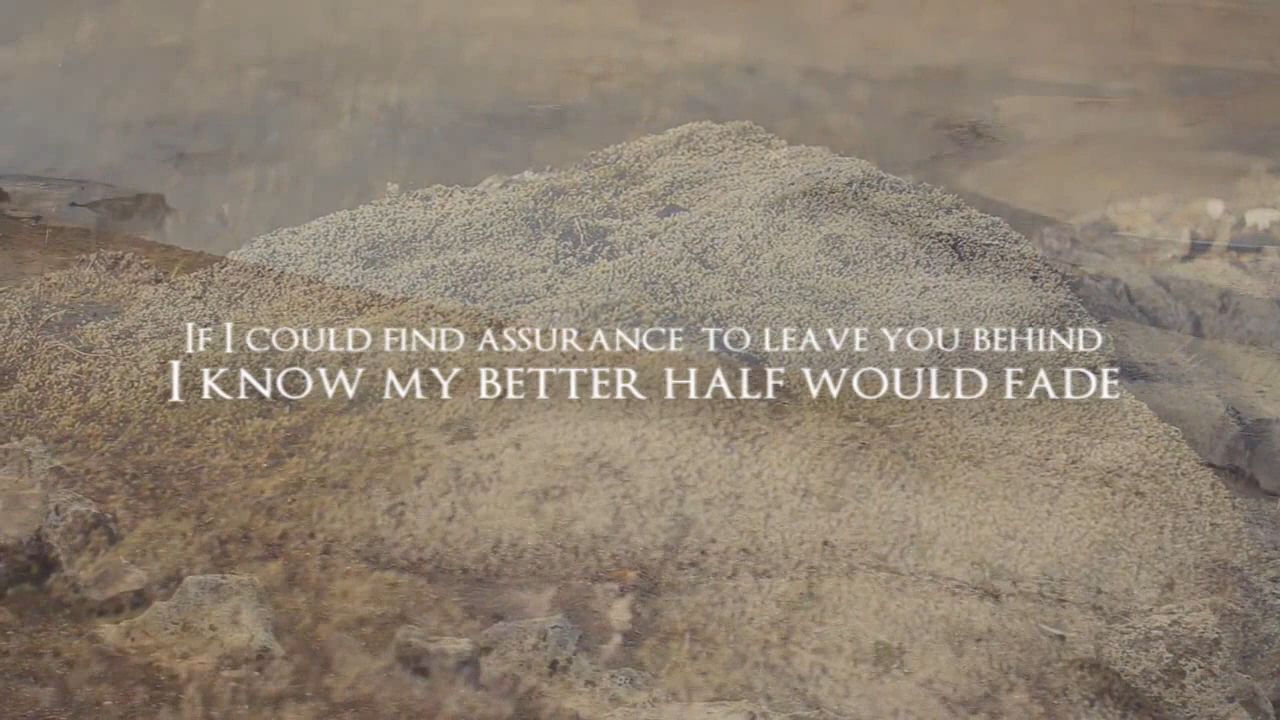 If I could find assurance to leave you behind
I know my better half would fade